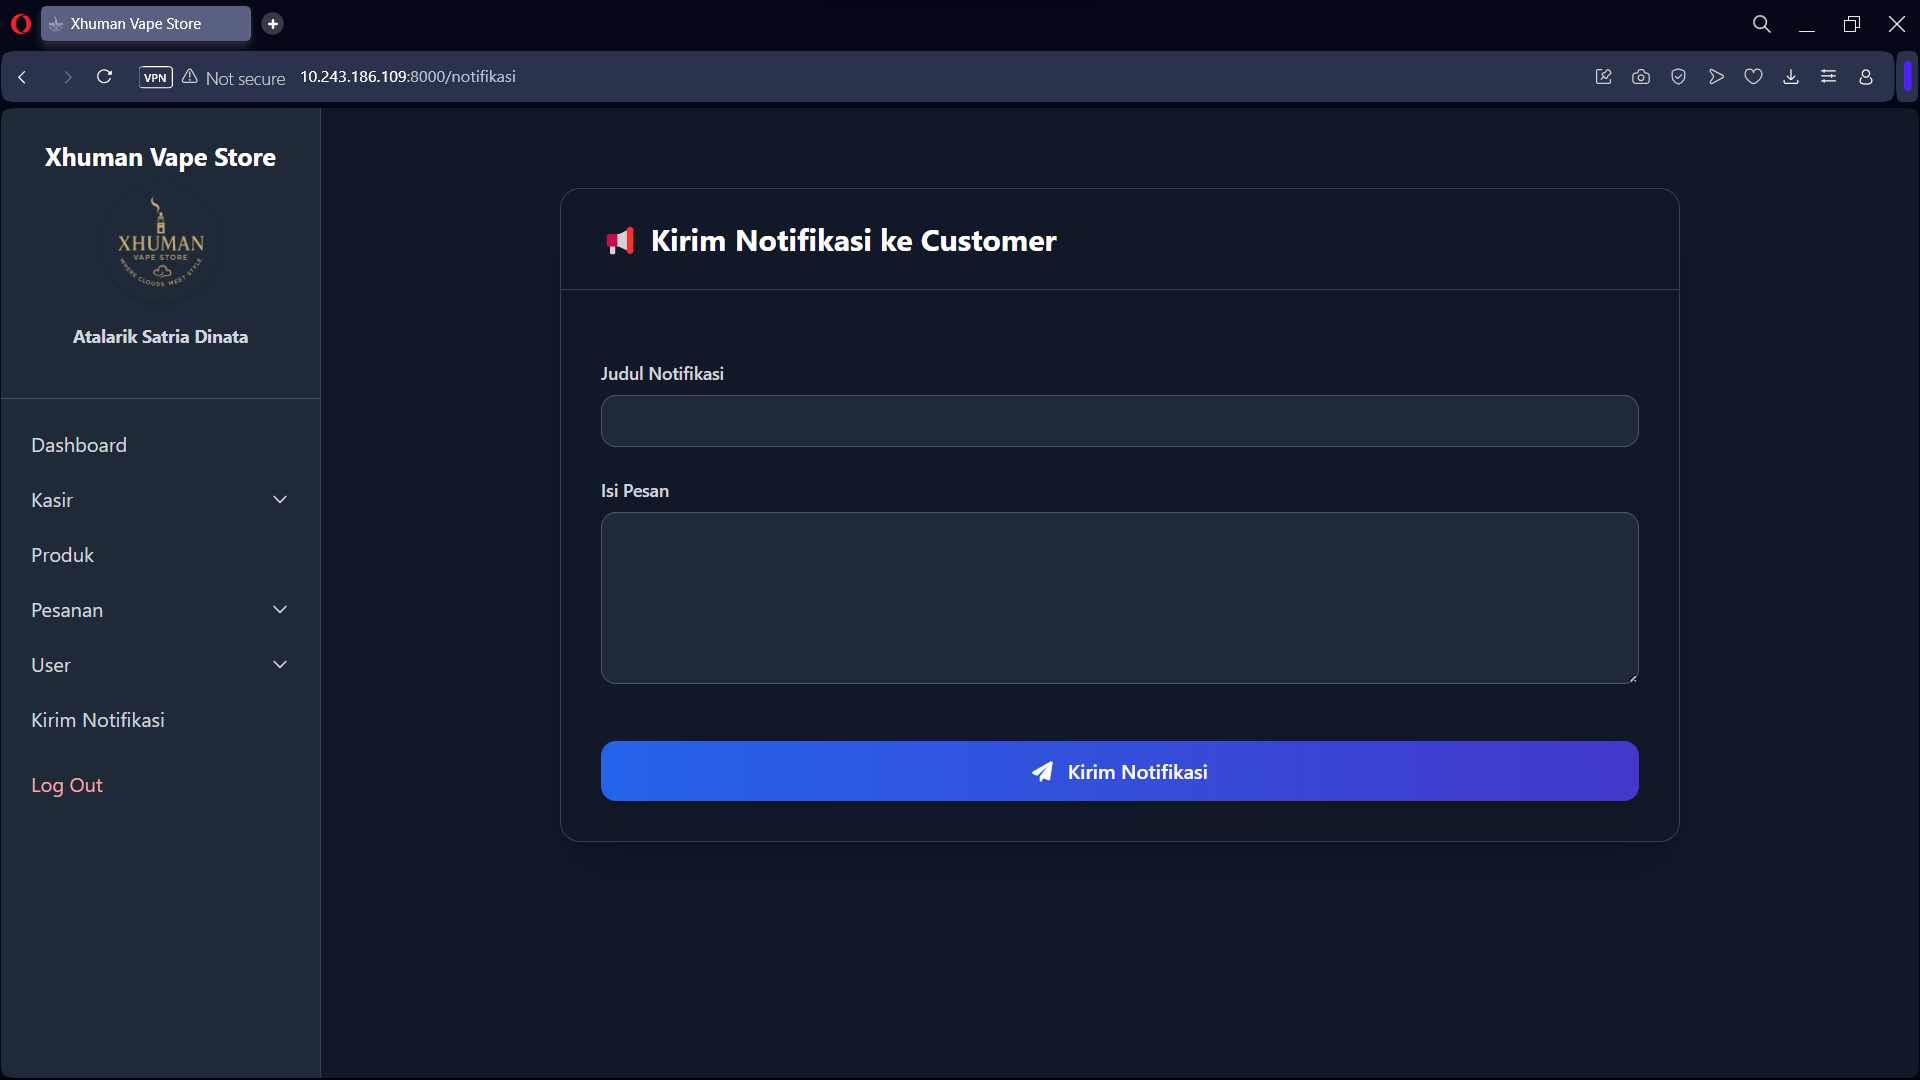 Xhuman Vape Store
VPN
Not secure
10.243.186.109:8000/notifikasi
Xhuman Vape Store
XHUMAN
VAPE STORE
WHERE CLOUDS MEET STYLE
Atalarik Satria Dinata
Dashboard
Kasir
Produk
Pesanan
User
Kirim Notifikasi
Log Out
Kirim Notifikasi ke Customer
Judul Notifikasi
Isi Pesan
Kirim Notifikasi